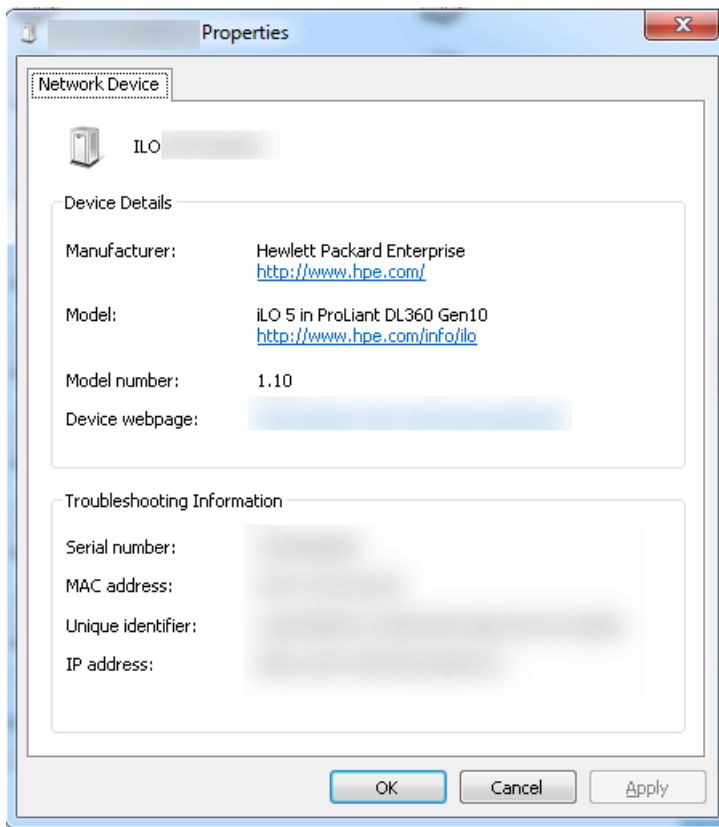 Properties
Network Device
ILO
Device Details
Manufacturer: Hewlett Packard Enterprise
http://www.hpe.com/
Model: iLO 5 in ProLiant DL360 Gen10
http://www.hpe.com/info/ilo
Model number: 1.10
Device webpage:
Troubleshooting Information
Serial number:
MAC address:
Unique identifier:
IP address:
OK Cancel Apply